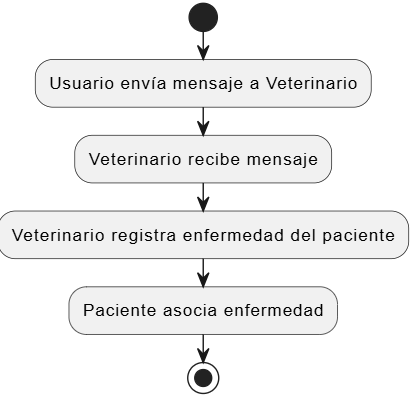 Usuario envía mensaje a Veterinario
Veterinario recibe mensaje
Veterinario registra enfermedad del paciente
Paciente asocia enfermedad